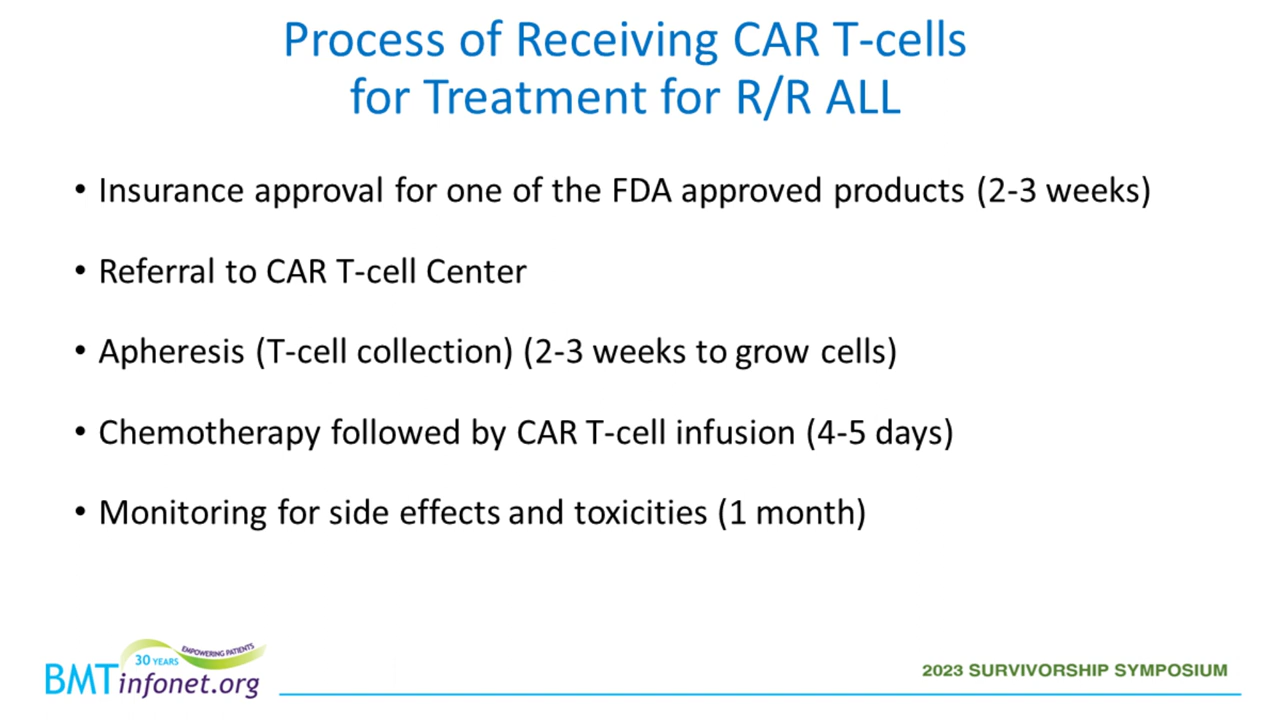 Process of Receiving CAR T-cells
for Treatment for R/R ALL
• Insurance approval for one of the FDA approved products (2-3 weeks)
• Referral to CAR T-cell Center
• Apheresis (T-cell collection) (2-3 weeks to grow cells)
• Chemotherapy followed by CAR T-cell infusion (4-5 days)
• Monitoring for side effects and toxicities (1 month)
30 YEARS EMPOWERING PATIENTS
BMTinfonet.org
2023 SURVIVORSHIP SYMPOSIUM